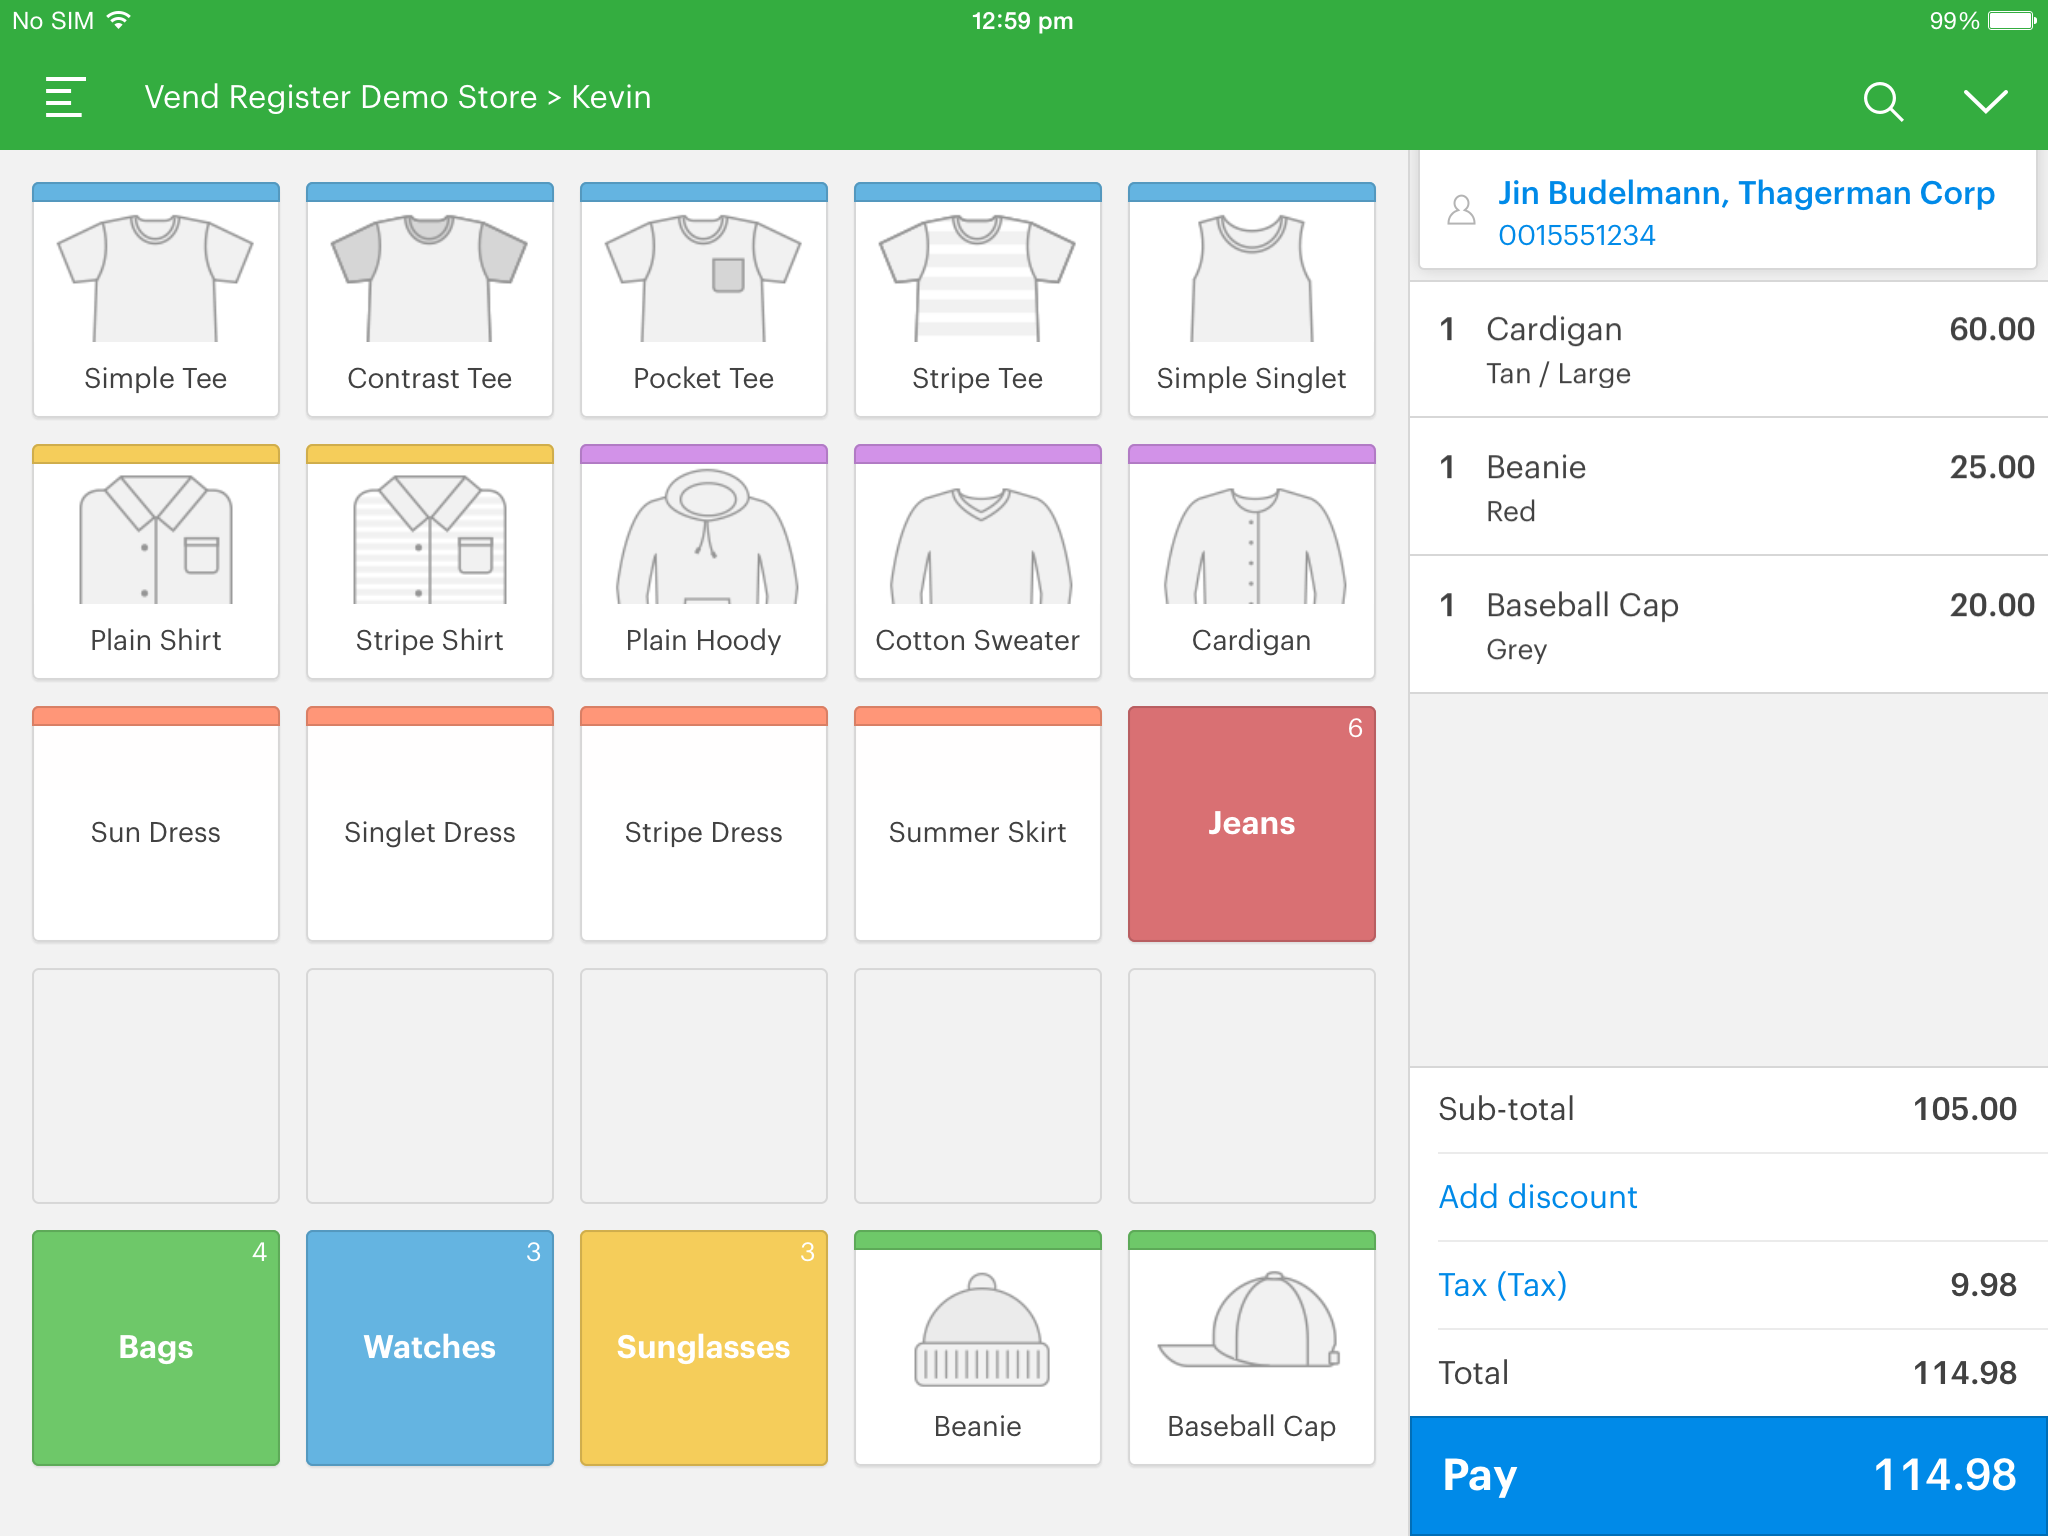 No SIM 12:59 pm 99%
Vend Register Demo Store > Kevin
Simple Tee Contrast Tee Pocket Tee Stripe Tee Simple Singlet
Plain Shirt Stripe Shirt Plain Hoody Cotton Sweater Cardigan
6
Sun Dress Singlet Dress Stripe Dress Summer Skirt Jeans
4 3 3
Bags Watches Sunglasses
Beanie Baseball Cap
Jin Budelmann, Thagerman Corp
0015551234
1 Cardigan 60.00
Tan / Large
1 Beanie 25.00
Red
1 Baseball Cap 20.00
Grey
Sub-total 105.00
Add discount
Tax (Tax) 9.98
Total 114.98
Pay 114.98